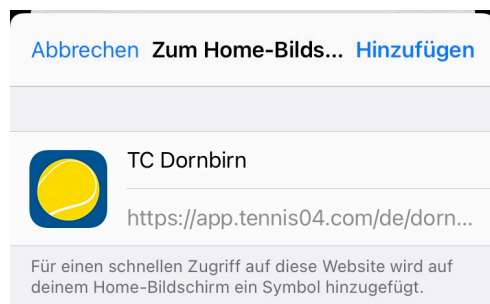 Abbrechen Zum Home-Bilds... Hinzufügen
TC Dornbirn
https://app.tennis04.com/de/dorn...
Für einen schnellen Zugriff auf diese Website wird auf
deinem Home-Bildschirm ein Symbol hinzugefügt.